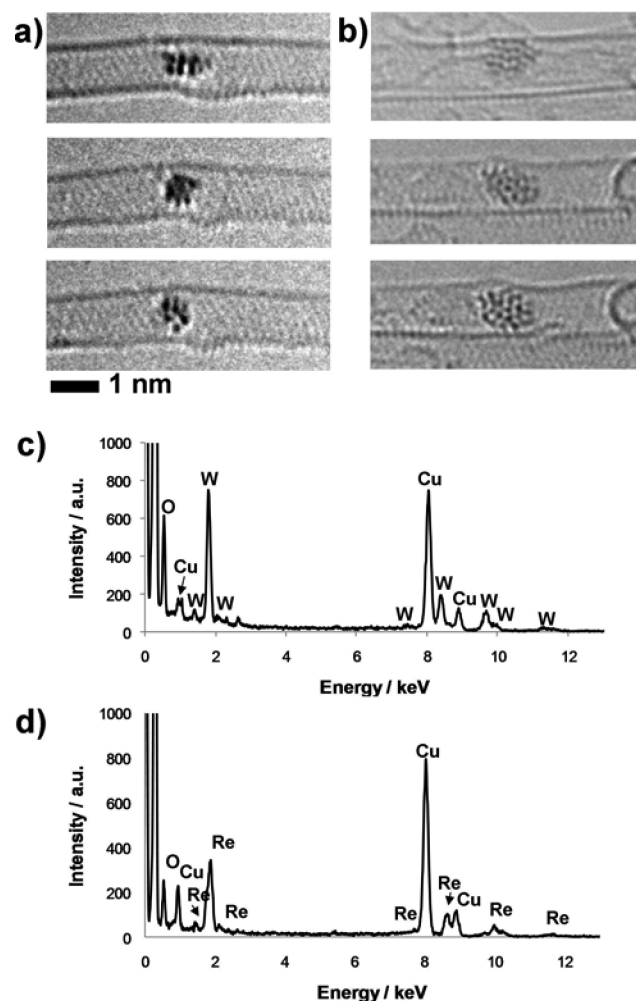 a) b)
1 nm
c)
1000
800
600
400
200
0
0 2 4 6 8 10 12
Intensity / a.u.
Energy / keV
O Cu W W W W Cu W Cu W W W
d)
1000
800
600
400
200
0
0 2 4 6 8 10 12
Intensity / a.u.
Energy / keV
O Cu Re Re Re Re Cu Re Cu Re Re